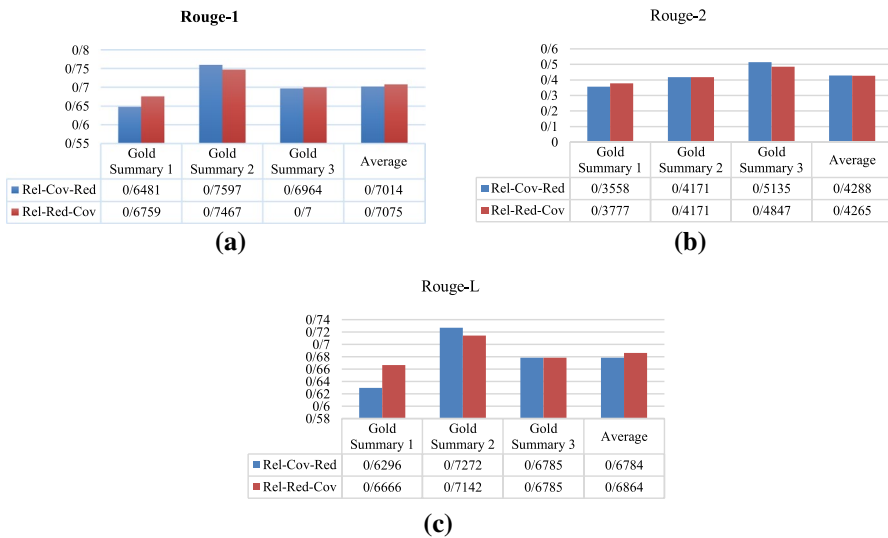 Rouge-1
0/8
0/75
0/7
0/65
0/6
0/55
Gold Summary 1 Gold Summary 2 Gold Summary 3 Average
Rel-Cov-Red 0/6481 0/7597 0/6964 0/7014
Rel-Red-Cov 0/6759 0/7467 0/7 0/7075
(a)
Rouge-2
0/6
0/5
0/4
0/3
0/2
0/1
0
Gold Summary 1 Gold Summary 2 Gold Summary 3 Average
Rel-Cov-Red 0/3558 0/4171 0/5135 0/4288
Rel-Red-Cov 0/3777 0/4171 0/4847 0/4265
(b)
Rouge-L
0/74
0/72
0/7
0/68
0/66
0/64
0/62
0/6
0/58
Gold Summary 1 Gold Summary 2 Gold Summary 3 Average
Rel-Cov-Red 0/6296 0/7272 0/6785 0/6784
Rel-Red-Cov 0/6666 0/7142 0/6785 0/6864
(c)